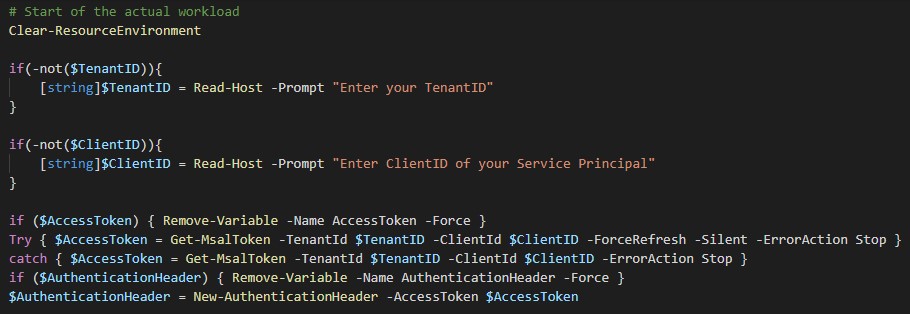 # Start of the actual workload
Clear-ResourceEnvironment
if(-not($TenantID)){
[string]$TenantID = Read-Host -Prompt "Enter your TenantID"
}
if(-not($ClientID)){
[string]$ClientID = Read-Host -Prompt "Enter ClientID of your Service Principal"
}
if ($AccessToken) { Remove-Variable -Name AccessToken -Force }
Try { $AccessToken = Get-MsalToken -TenantId $TenantID -ClientId $ClientID -ForceRefresh -Silent -ErrorAction Stop }
catch { $AccessToken = Get-MsalToken -TenantId $TenantID -ClientId $ClientID -ErrorAction Stop }
if ($AuthenticationHeader) { Remove-Variable -Name AuthenticationHeader -Force }
$AuthenticationHeader = New-AuthenticationHeader -AccessToken $AccessToken